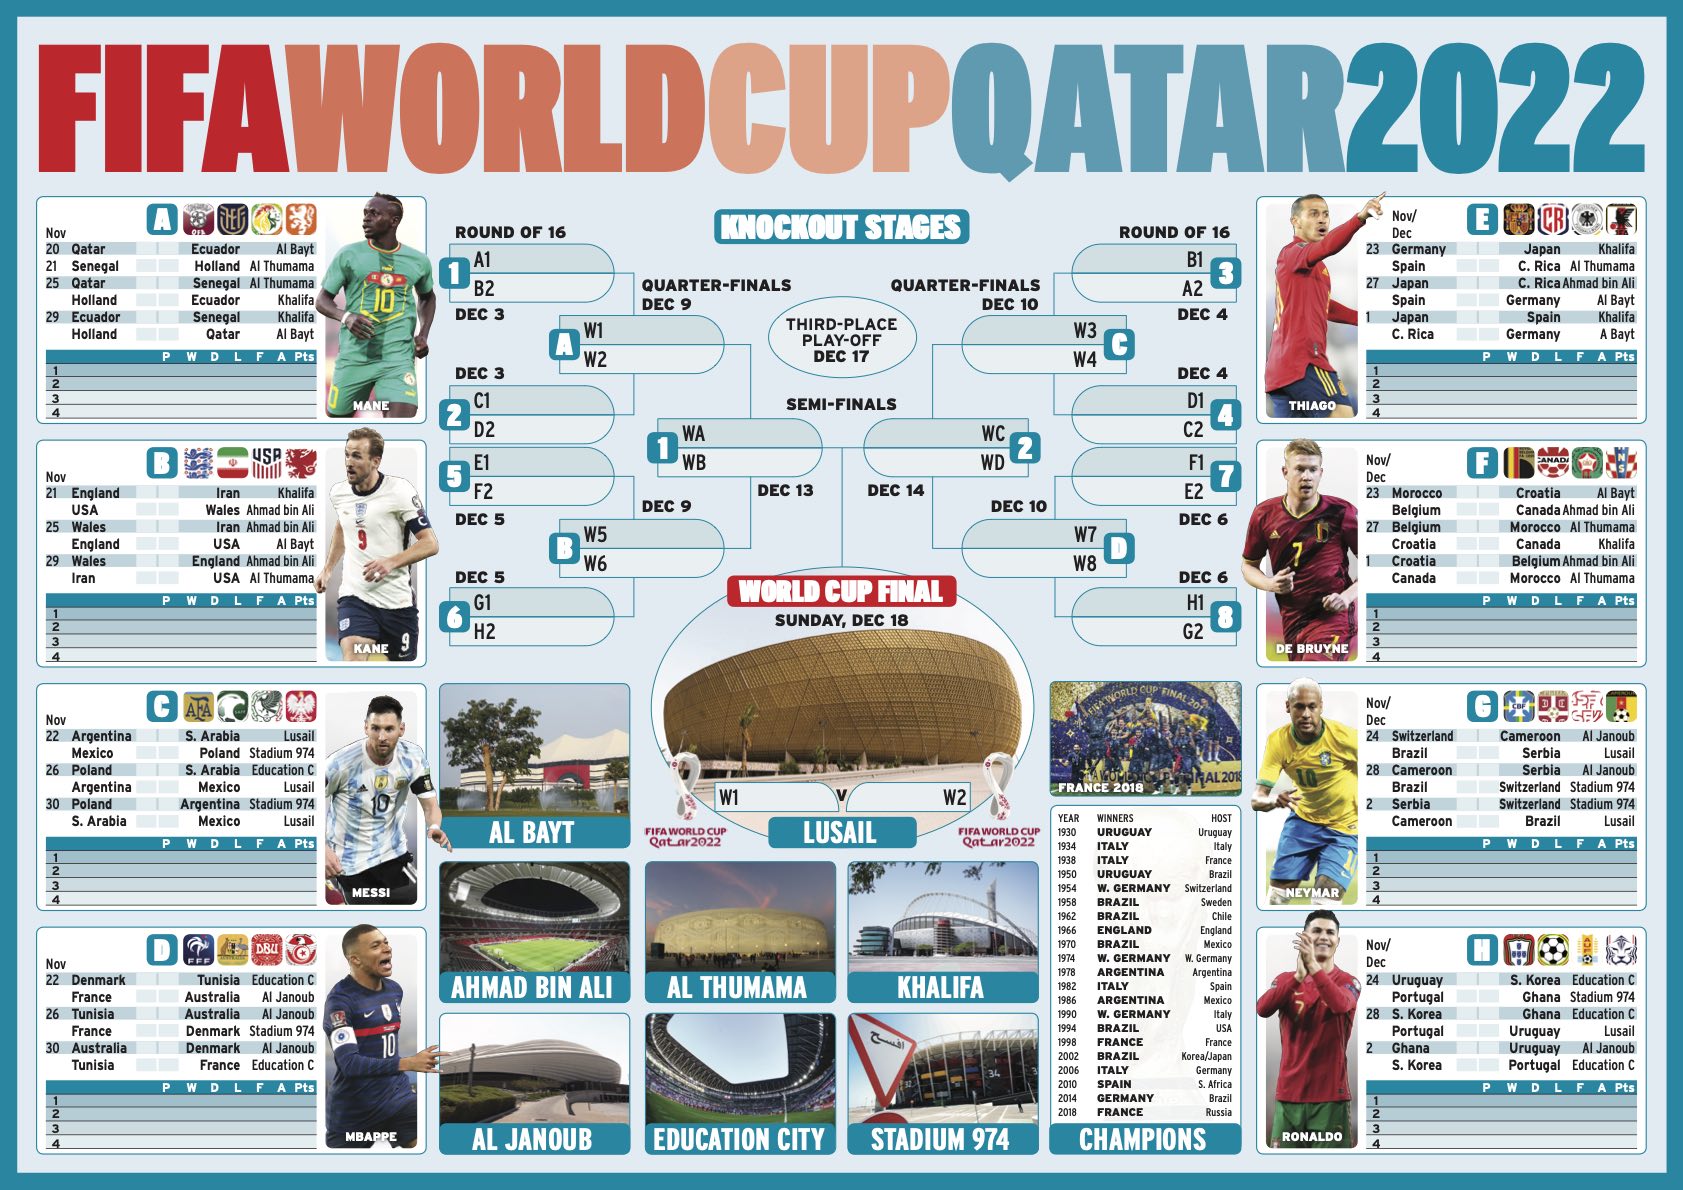 FIFAWORLDCUPQATAR2022
A
Nov
20 Qatar Ecuador Al Bayt
21 Senegal Holland Al Thumama
25 Qatar Senegal Al Thumama
Holland Ecuador Khalifa
29 Ecuador Senegal Khalifa
Holland Qatar Al Bayt
P W D L F A Pts
1
2
3
4
MANE
B
Nov
21 England Iran Khalifa
USA Wales Ahmad bin Ali
25 Wales Iran Ahmad bin Ali
England USA Al Bayt
29 Wales England Ahmad bin Ali
Iran USA Al Thumama
P W D L F A Pts
1
2
3
4
KANE
C
Nov
22 Argentina S. Arabia Lusail
Mexico Poland Stadium 974
26 Poland S. Arabia Education C
Argentina Mexico Lusail
30 Poland Argentina Stadium 974
S. Arabia Mexico Lusail
P W D L F A Pts
1
2
3
4
MESSI
D
Nov
22 Denmark Tunisia Education C
France Australia Al Janoub
26 Tunisia Australia Al Janoub
France Denmark Stadium 974
30 Australia Denmark Al Janoub
Tunisia France Education C
P W D L F A Pts
1
2
3
4
MBAPPE
KNOCKOUT STAGES
ROUND OF 16
1
A1
B2
DEC 3
QUARTER-FINALS
DEC 9
A
W1
W2
DEC 3
2
C1
D2
5
E1
F2
DEC 5
DEC 9
B
W5
W6
DEC 5
6
G1
H2
THIRD-PLACE
PLAY-OFF
DEC 17
SEMI-FINALS
1
WA
WB
DEC 13
WC
WD
2
DEC 14
ROUND OF 16
B1
A2
3
DEC 4
QUARTER-FINALS
DEC 10
W3
W4
C
DEC 4
D1
C2
4
F1
E2
7
DEC 6
DEC 10
W7
W8
D
DEC 6
H1
G2
8
WORLD CUP FINAL
SUNDAY, DEC 18
W1 V W2
LUSAIL
FIFA WORLD CUP
Qatar2022
FIFA WORLD CUP
Qatar2022
AL BAYT
AHMAD BIN ALI
AL THUMAMA
KHALIFA
AL JANOUB
EDUCATION CITY
افسح
34
STADIUM 974
FIFA WORLD CUP FINAL 2018
FRANCE 2018
YEAR WINNERS HOST
1930 URUGUAY Uruguay
1934 ITALY Italy
1938 ITALY France
1950 URUGUAY Brazil
1954 W. GERMANY Switzerland
1958 BRAZIL Sweden
1962 BRAZIL Chile
1966 ENGLAND England
1970 BRAZIL Mexico
1974 W. GERMANY W. Germany
1978 ARGENTINA Argentina
1982 ITALY Spain
1986 ARGENTINA Mexico
1990 W. GERMANY Italy
1994 BRAZIL USA
1998 FRANCE France
2002 BRAZIL Korea/Japan
2006 ITALY Germany
2010 SPAIN S. Africa
2014 GERMANY Brazil
2018 FRANCE Russia
CHAMPIONS
E
Nov/
Dec
23 Germany Japan Khalifa
Spain C. Rica Al Thumama
27 Japan C. Rica Ahmad bin Ali
Spain Germany Al Bayt
1 Japan Spain Khalifa
C. Rica Germany A Bayt
P W D L F A Pts
1
2
3
4
THIAGO
F
Nov/
Dec
23 Morocco Croatia Al Bayt
Belgium Canada Ahmad bin Ali
27 Belgium Morocco Al Thumama
Croatia Canada Khalifa
1 Croatia Belgium Ahmad bin Ali
Canada Morocco Al Thumama
P W D L F A Pts
1
2
3
4
DE BRUYNE
G
Nov/
Dec
24 Switzerland Cameroon Al Janoub
Brazil Serbia Lusail
28 Cameroon Serbia Al Janoub
Brazil Switzerland Stadium 974
2 Serbia Switzerland Stadium 974
Cameroon Brazil Lusail
P W D L F A Pts
1
2
3
4
NEYMAR
H
Nov/
Dec
24 Uruguay S. Korea Education C
Portugal Ghana Stadium 974
28 S. Korea Ghana Education C
Portugal Uruguay Lusail
2 Ghana Uruguay Al Janoub
S. Korea Portugal Education C
P W D L F A Pts
1
2
3
4
RONALDO